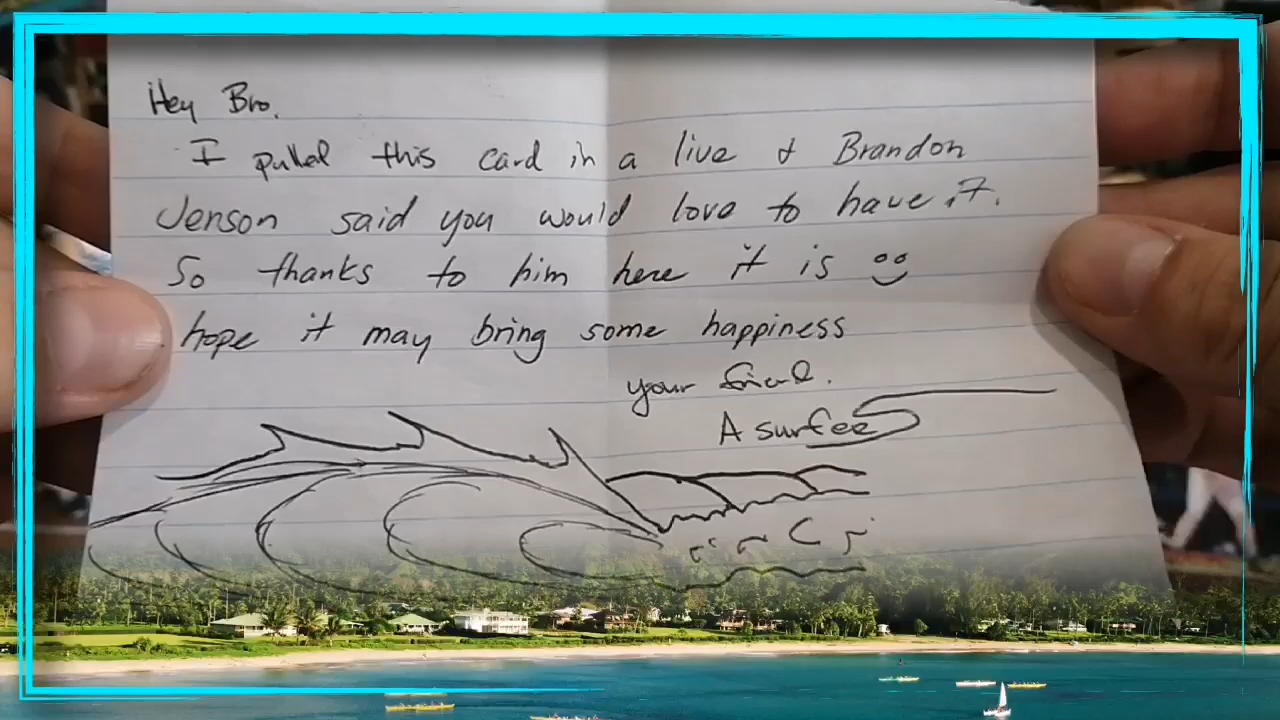 Hey Bro.
I pulled this card in a live & Brandon
Jenson said you would love to have it.
So thanks to him here it is
hope it may bring some happiness
your friend.
A surfee